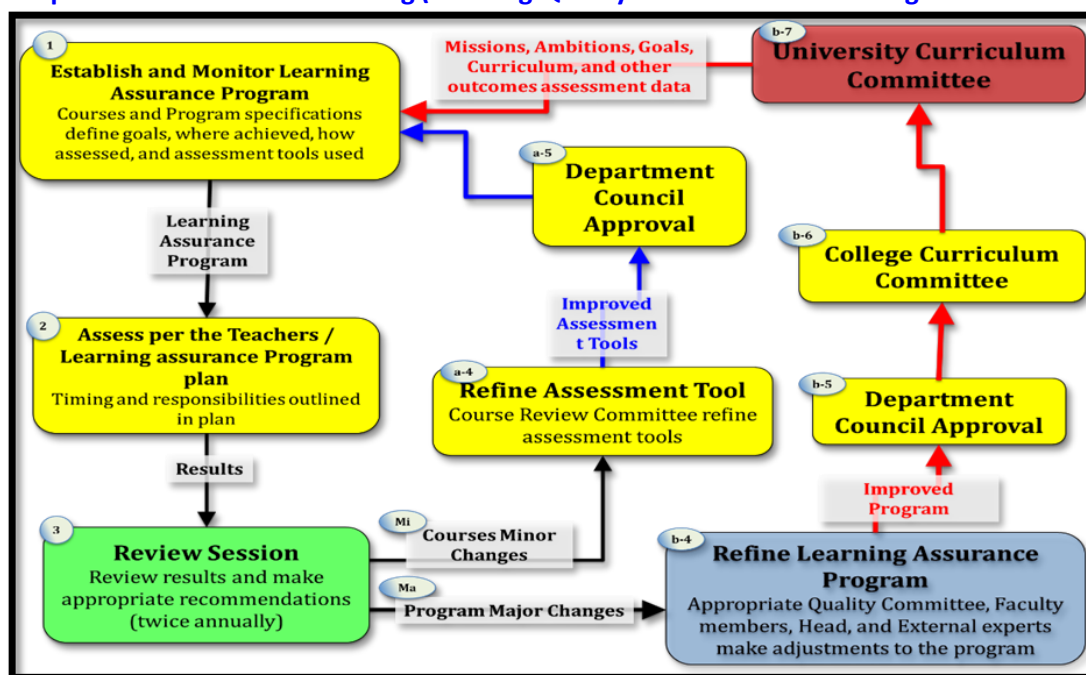 1
Establish and Monitor Learning
Assurance Program
Courses and Program specifications
define goals, where achieved, how
assessed, and assessment tools used
Missions, Ambitions, Goals,
Curriculum, and other
outcomes assessment data
b-7
University Curriculum
Committee
a-5
Department
Council
Approval
Learning
Assurance
Program
b-6
College Curriculum
Committee
2
Assess per the Teachers /
Learning assurance Program
plan
Timing and responsibilities outlined
in plan
Improved
Assessmen
t Tools
a-4
Refine Assessment Tool
Course Review Committee refine
assessment tools
b-5
Department
Council Approval
Results
Improved
Program
3
Review Session
Review results and make
appropriate recommendations
(twice annually)
Mi
Courses Minor
Changes
Ma
Program Major Changes
b-4
Refine Learning Assurance
Program
Appropriate Quality Committee, Faculty
members, Head, and External experts
make adjustments to the program